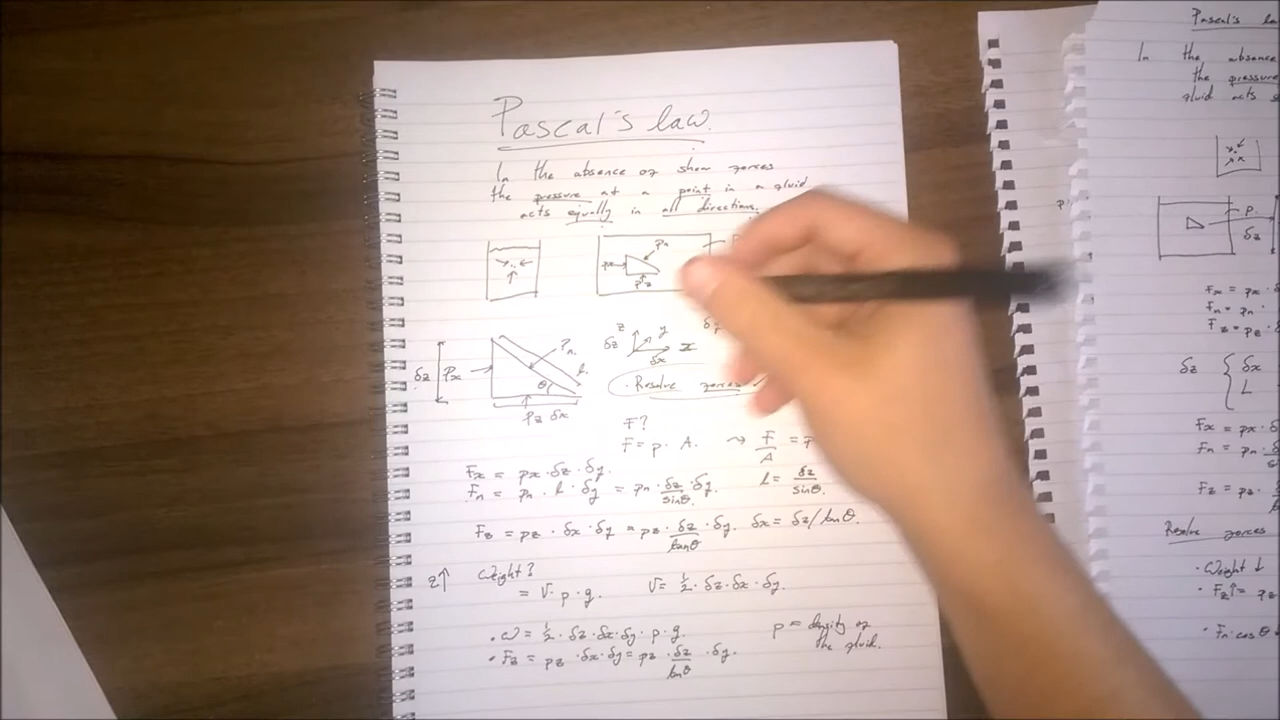 Pascal's law.
In the absence of shear forces
the pressure at a point in a fluid
acts equally in all directions.
pn
px
pz
δz Px
Pn
l
θ
pz δx
z y x
δz
δx
δy
• Resolve forces
F?
F = p · A. ⇝ F/A = P
Fx = px · δz · δy.
Fn = pn · l · δy = pn · δz/sinθ · δy. l = δz/sinθ.
Fz = pz · δx · δy = pz · δz/tanθ · δy. δx = δz/tanθ.
z↑ Weight?
= V · ρ · g. V = 1/2 · δz · δx · δy.
• ω = 1/2 · δz · δx · δy · ρ · g.
ρ = density of
the fluid.
• Fz = pz · δx · δy = pz · δz/tanθ · δy.
Pascal's
In the absence
the pressure
fluid acts
P.
δz
Fx = px ·
Fn = pn ·
Fz = pz ·
δz { δx
L
Fx = px ·
Fn = pn ·
Fz = pz ·
Resolve forces
• Weight ↓
• Fz↑ = pz
• Fn cos θ